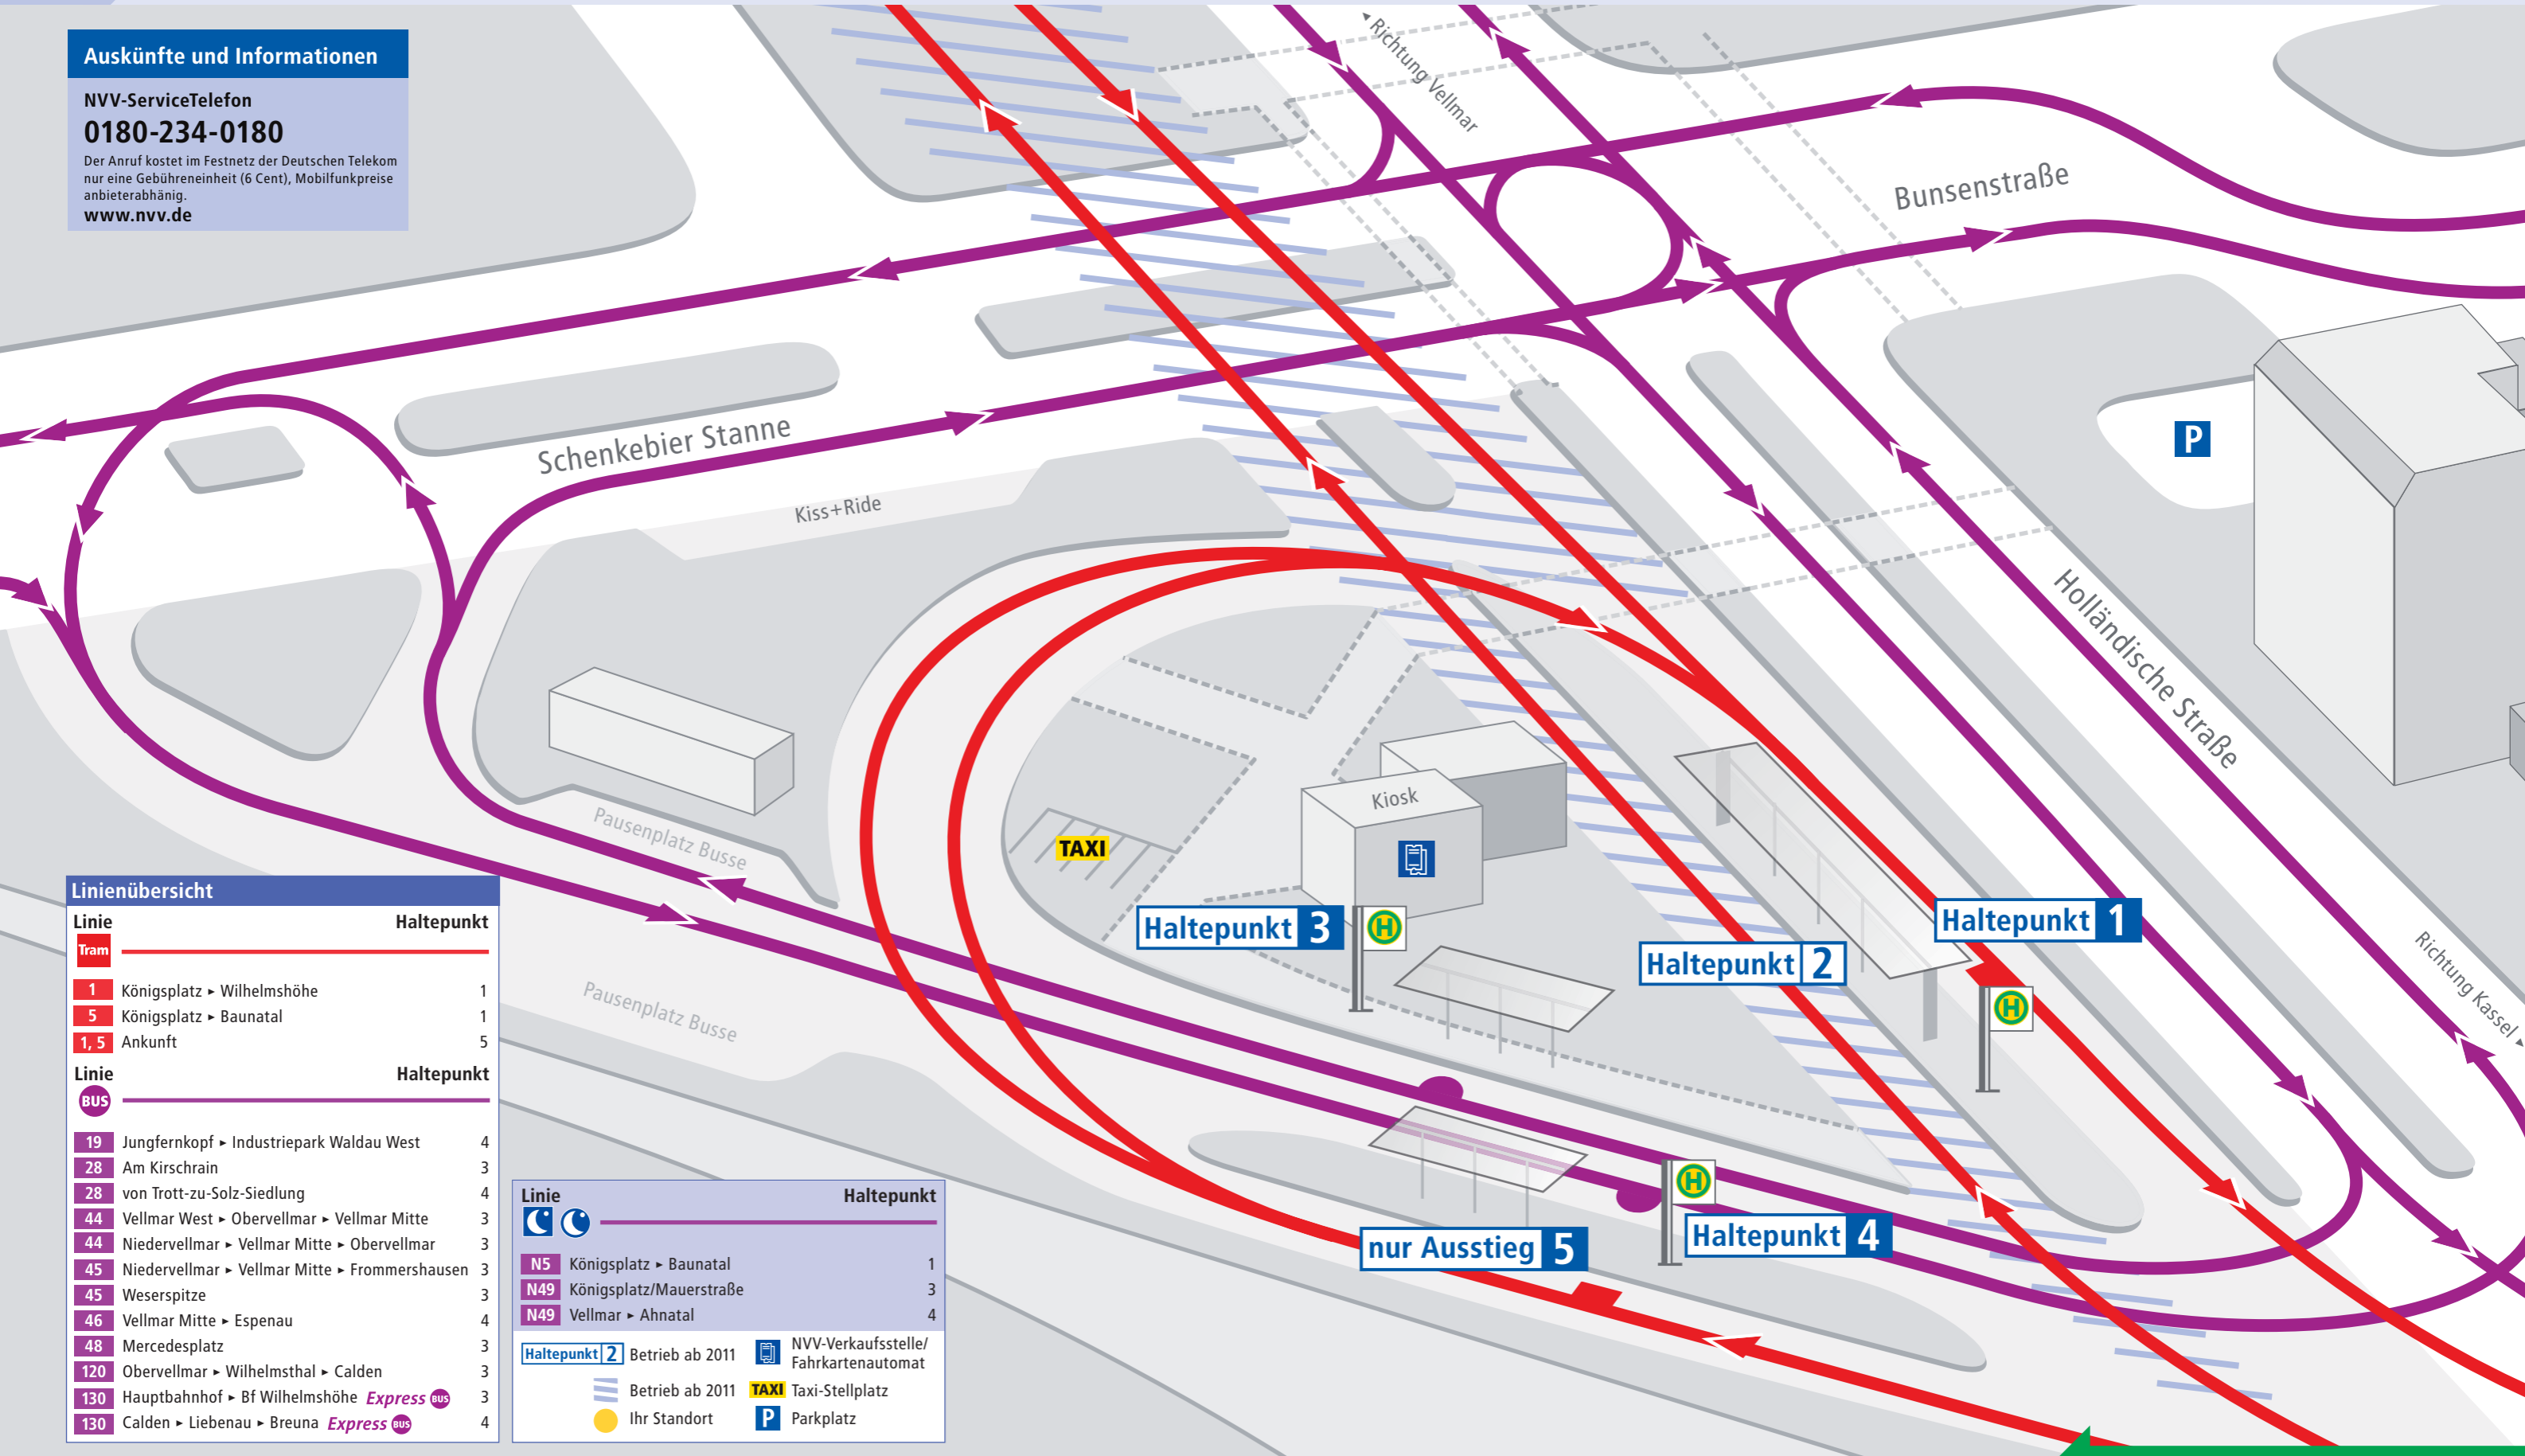 Auskünfte und Informationen
NVV-ServiceTelefon
0180-234-0180
Der Anruf kostet im Festnetz der Deutschen Telekom
nur eine Gebühreneinheit (6 Cent), Mobilfunkpreise
anbieterabhänig.
www.nvv.de
◄ Richtung Vellmar
Bunsenstraße
Schenkebier Stanne
Kiss+Ride
P
Holländische Straße
Pausenplatz Busse
TAXI
Kiosk
Haltepunkt 3
H
Haltepunkt 2
Haltepunkt 1
H
Richtung Kassel ►
Pausenplatz Busse
H
nur Ausstieg 5
Haltepunkt 4
Linienübersicht
Linie Haltepunkt
Tram
1 Königsplatz ► Wilhelmshöhe 1
5 Königsplatz ► Baunatal 1
1, 5 Ankunft 5
Linie Haltepunkt
BUS
19 Jungfernkopf ► Industriepark Waldau West 4
28 Am Kirschrain 3
28 von Trott-zu-Solz-Siedlung 4
44 Vellmar West ► Obervellmar ► Vellmar Mitte 3
44 Niedervellmar ► Vellmar Mitte ► Obervellmar 3
45 Niedervellmar ► Vellmar Mitte ► Frommershausen 3
45 Weserspitze 3
46 Vellmar Mitte ► Espenau 4
48 Mercedesplatz 3
120 Obervellmar ► Wilhelmsthal ► Calden 3
130 Hauptbahnhof ► Bf Wilhelmshöhe Express BUS 3
130 Calden ► Liebenau ► Breuna Express BUS 4
Linie Haltepunkt
N5 Königsplatz ► Baunatal 1
N49 Königsplatz/Mauerstraße 3
N49 Vellmar ► Ahnatal 4
Haltepunkt 2 Betrieb ab 2011
NVV-Verkaufsstelle/
Fahrkartenautomat
Betrieb ab 2011
TAXI Taxi-Stellplatz
Ihr Standort
P Parkplatz